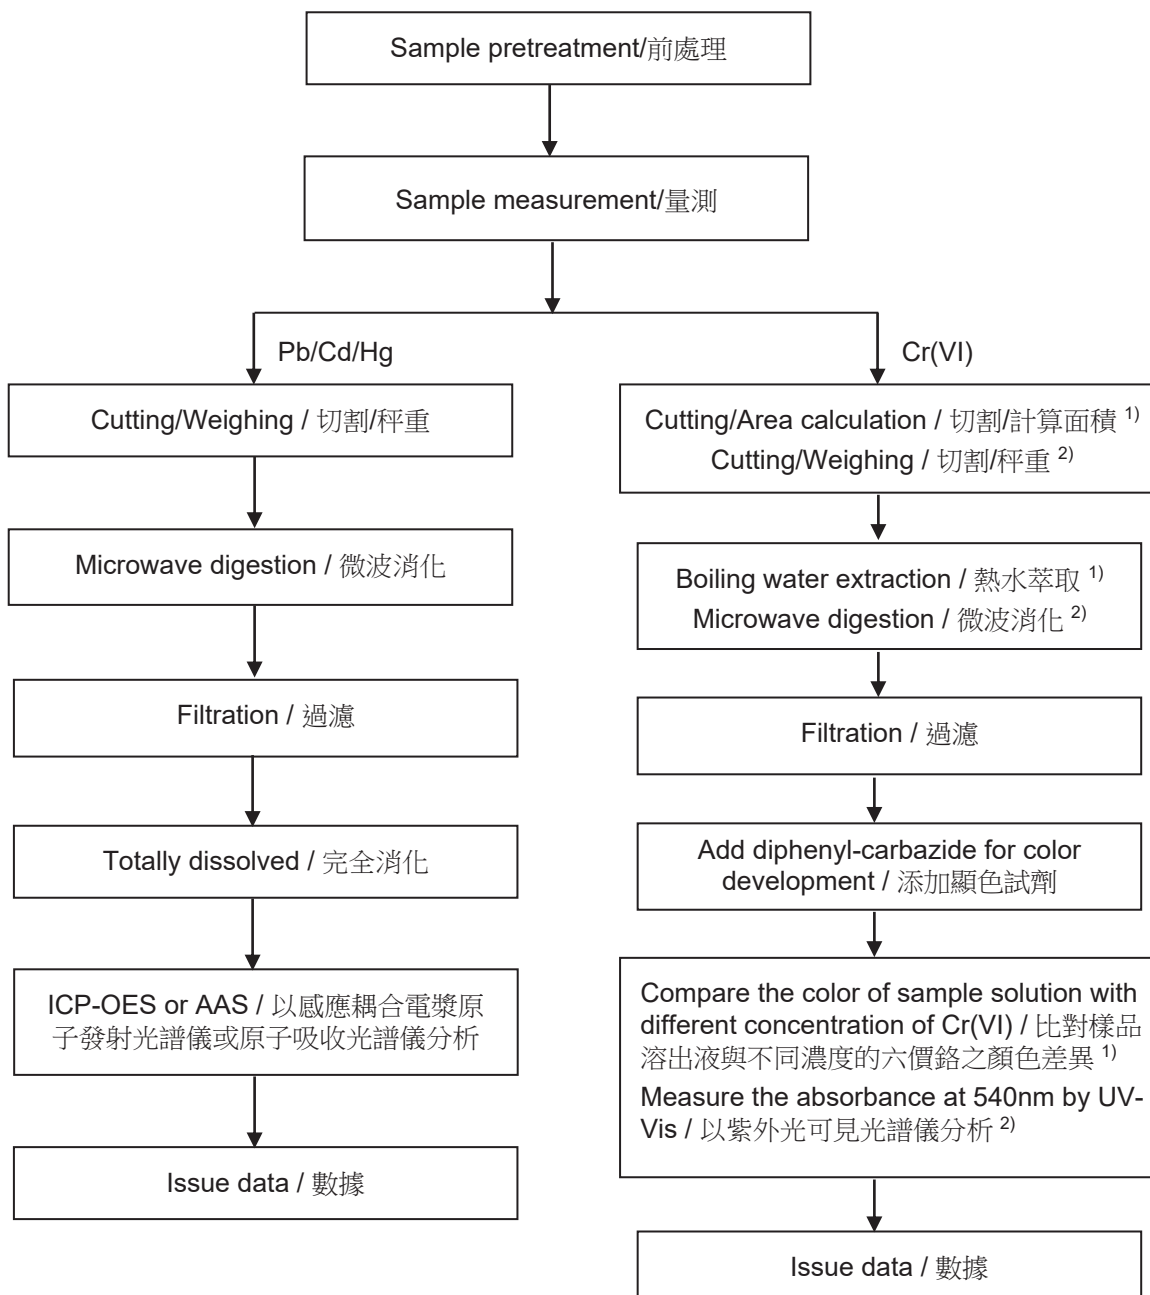 Sample pretreatment/前處理
Sample measurement/量測
Pb/Cd/Hg
Cutting/Weighing / 切割/秤重
Microwave digestion / 微波消化
Filtration / 過濾
Totally dissolved / 完全消化
ICP-OES or AAS / 以感應耦合電漿原
子發射光譜儀或原子吸收光譜儀分析
Issue data / 數據
Cr(VI)
Cutting/Area calculation / 切割/計算面積 1)
Cutting/Weighing / 切割/秤重 2)
Boiling water extraction / 熱水萃取 1)
Microwave digestion / 微波消化 2)
Filtration / 過濾
Add diphenyl-carbazide for color
development / 添加顯色試劑
Compare the color of sample solution with
different concentration of Cr(VI) / 比對樣品
溶出液與不同濃度的六價鉻之顏色差異 1)
Measure the absorbance at 540nm by UV-
Vis / 以紫外光可見光譜儀分析 2)
Issue data / 數據